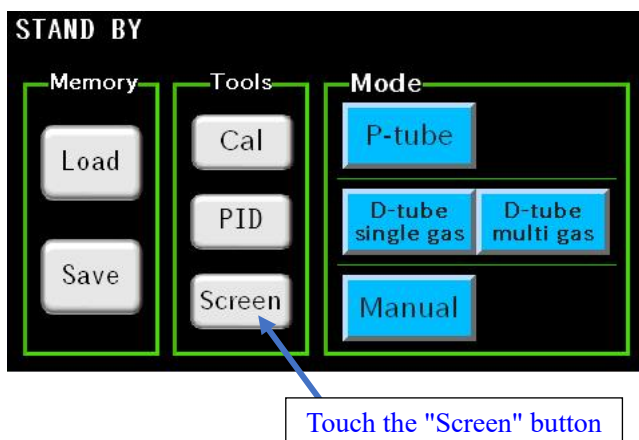 STAND BY
Memory
Load
Save
Tools
Cal
PID
Screen
Mode
P-tube
D-tube
single gas
D-tube
multi gas
Manual
Touch the "Screen" button